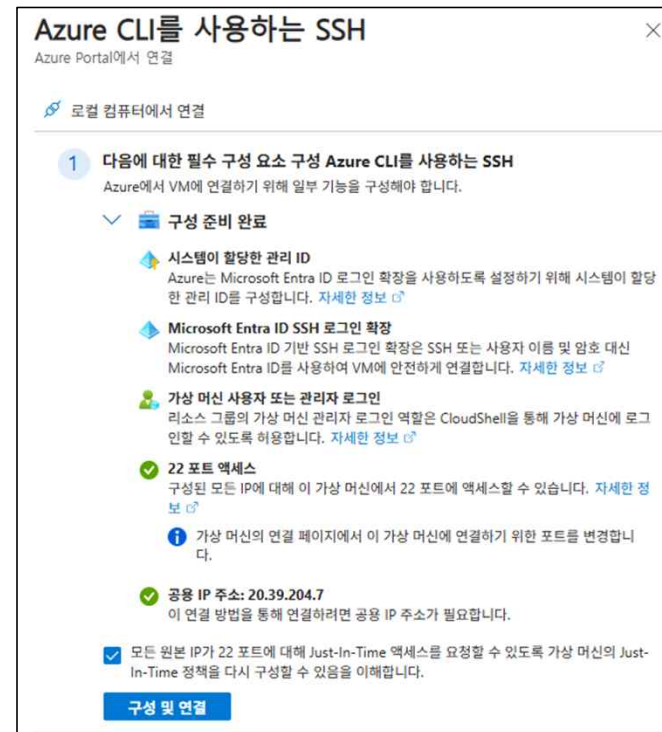 Azure CLI를 사용하는 SSH
Azure Portal에서 연결
로컬 컴퓨터에서 연결
1 다음에 대한 필수 구성 요소 구성 Azure CLI를 사용하는 SSH
Azure에서 VM에 연결하기 위해 일부 기능을 구성해야 합니다.
구성 준비 완료
시스템이 할당한 관리 ID
Azure는 Microsoft Entra ID 로그인 확장을 사용하도록 설정하기 위해 시스템이 할당
한 관리 ID를 구성합니다. 자세한 정보
Microsoft Entra ID SSH 로그인 확장
Microsoft Entra ID 기반 SSH 로그인 확장은 SSH 또는 사용자 이름 및 암호 대신
Microsoft Entra ID를 사용하여 VM에 안전하게 연결합니다. 자세한 정보
가상 머신 사용자 또는 관리자 로그인
리소스 그룹의 가상 머신 관리자 로그인 역할은 CloudShell을 통해 가상 머신에 로그
인할 수 있도록 허용합니다. 자세한 정보
22 포트 액세스
구성된 모든 IP에 대해 이 가상 머신에서 22 포트에 액세스할 수 있습니다. 자세한 정
보
가상 머신의 연결 페이지에서 이 가상 머신에 연결하기 위한 포트를 변경합니
다.
공용 IP 주소: 20.39.204.7
이 연결 방법을 통해 연결하려면 공용 IP 주소가 필요합니다.
모든 원본 IP가 22 포트에 대해 Just-In-Time 액세스를 요청할 수 있도록 가상 머신의 Just-
In-Time 정책을 다시 구성할 수 있음을 이해합니다.
구성 및 연결